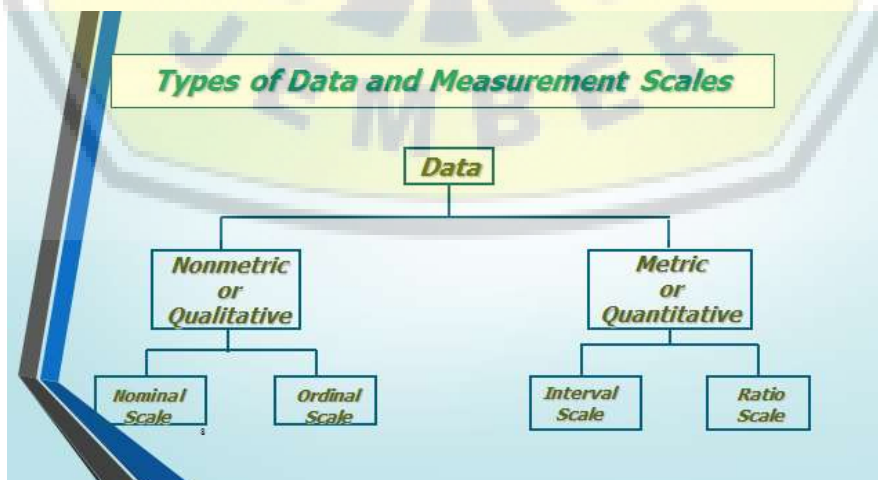 JEMBER
Types of Data and Measurement Scales
Data
Nonmetric
or
Qualitative
Metric
or
Quantitative
Nominal
Scale
Ordinal
Scale
Interval
Scale
Ratio
Scale